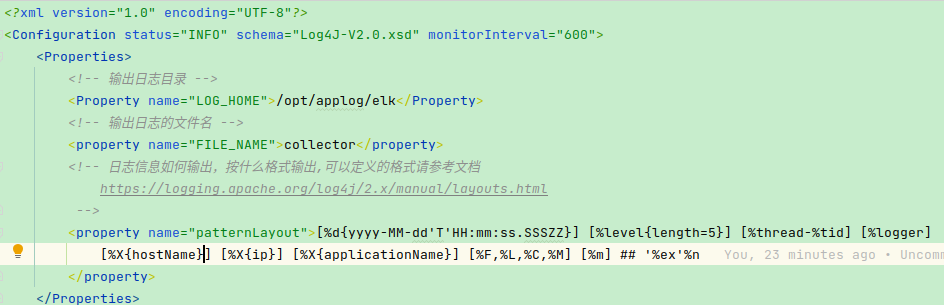 <?xml version="1.0" encoding="UTF-8"?>
<Configuration status="INFO" schema="Log4J-V2.0.xsd" monitorInterval="600">
<Properties>
<!-- 输出日志目录 -->
<Property name="LOG_HOME">/opt/applog/elk</Property>
<!-- 输出日志的文件名 -->
<property name="FILE_NAME">collector</property>
<!-- 日志信息如何输出，按什么格式输出,可以定义的格式请参考文档
https://logging.apache.org/log4j/2.x/manual/layouts.html
-->
<property name="patternLayout">[%d{yyyy-MM-dd'T'HH:mm:ss.SSSZZ}] [%level{length=5}] [%thread-%tid] [%logger]
[%X{hostName}] [%X{ip}] [%X{applicationName}] [%F,%L,%C,%M] [%m] ## '%ex'%n You, 23 minutes ago • Uncomm
</property>
</Properties>